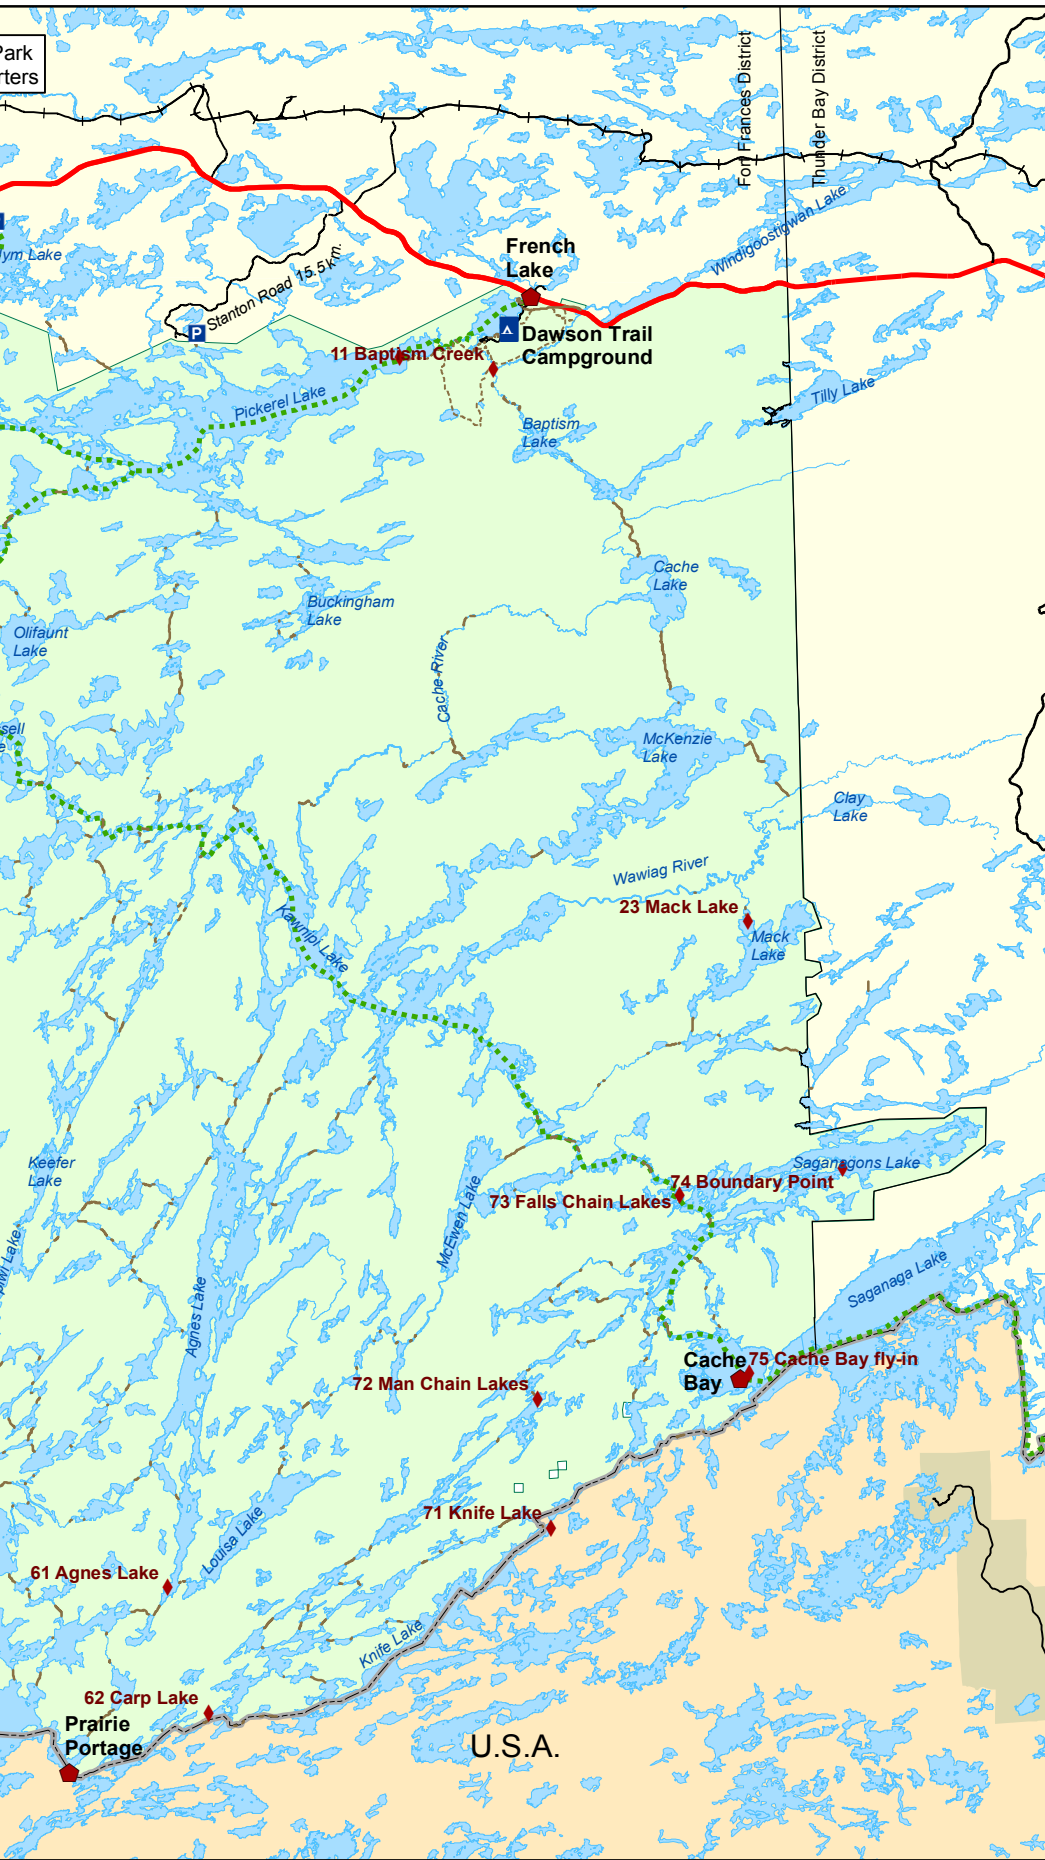 Park
rters
Fort Frances District
Thunder Bay District
Windigoostigwan Lake
ym Lake
French
Lake
Stanton Road 15.5km.
P
Dawson Trail
Campground
11 Baptism Creek
Pickerel Lake
Tilly Lake
Baptism
Lake
Cache
Lake
Buckingham
Lake
Olifaunt
Lake
Cache River
sell
McKenzie
Lake
Clay
Lake
Wawiag River
23 Mack Lake
Mack
Lake
Kawnipi Lake
Keefer
Lake
Saganagons Lake
74 Boundary Point
73 Falls Chain Lakes
McEwen Lake
Agnes Lake
Saganaga Lake
Cache
Bay
75 Cache Bay fly-in
72 Man Chain Lakes
71 Knife Lake
Louisa Lake
61 Agnes Lake
Knife Lake
62 Carp Lake
Prairie
Portage
U.S.A.